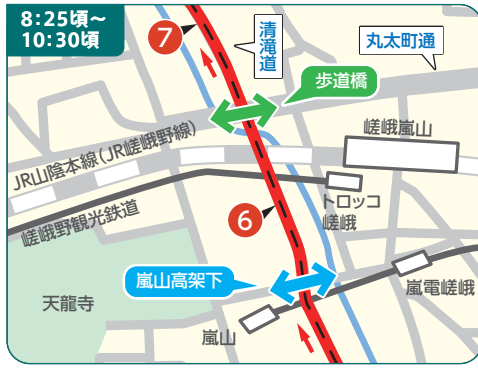 8:25頃～
10:30頃
7
清滝道
丸太町通
歩道橋
JR山陰本線(JR嵯峨野線)
嵯峨嵐山
嵯峨野観光鉄道
トロッコ
嵯峨
6
嵐山高架下
天龍寺
嵐電嵯峨
嵐山